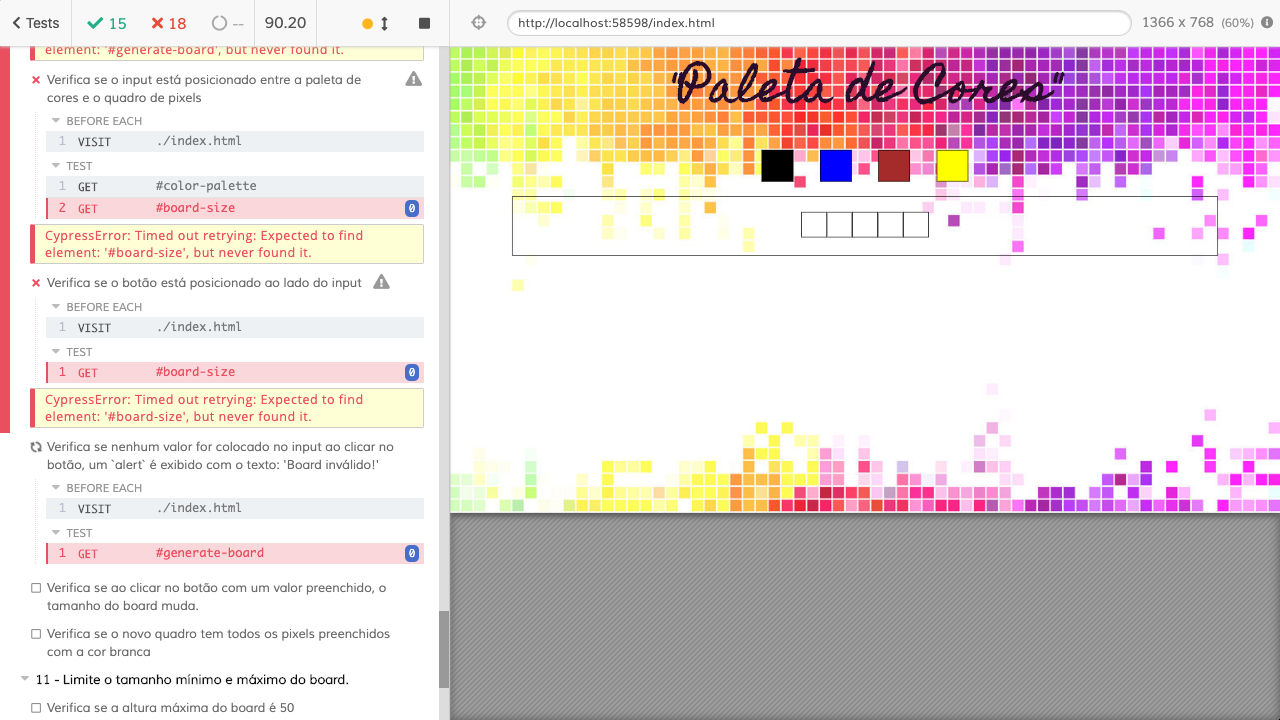 Tests
15
18
--
90.20
http://localhost:58598/index.html
1366 x 768 (60%)
element: '#generate-board', but never found it.
Verifica se o input está posicionado entre a paleta de
cores e o quadro de pixels
BEFORE EACH
1 VISIT ./index.html
TEST
1 GET #color-palette
2 GET #board-size 0
CypressError: Timed out retrying: Expected to find
element: '#board-size', but never found it.
Verifica se o botão está posicionado ao lado do input
BEFORE EACH
1 VISIT ./index.html
TEST
1 GET #board-size 0
CypressError: Timed out retrying: Expected to find
element: '#board-size', but never found it.
Verifica se nenhum valor for colocado no input ao clicar no
botão, um `alert` é exibido com o texto: 'Board inválido!'
BEFORE EACH
1 VISIT ./index.html
TEST
1 GET #generate-board 0
Verifica se ao clicar no botão com um valor preenchido, o
tamanho do board muda.
Verifica se o novo quadro tem todos os pixels preenchidos
com a cor branca
11 - Limite o tamanho mínimo e máximo do board.
Verifica se a altura máxima do board é 50
"Paleta de Cores"